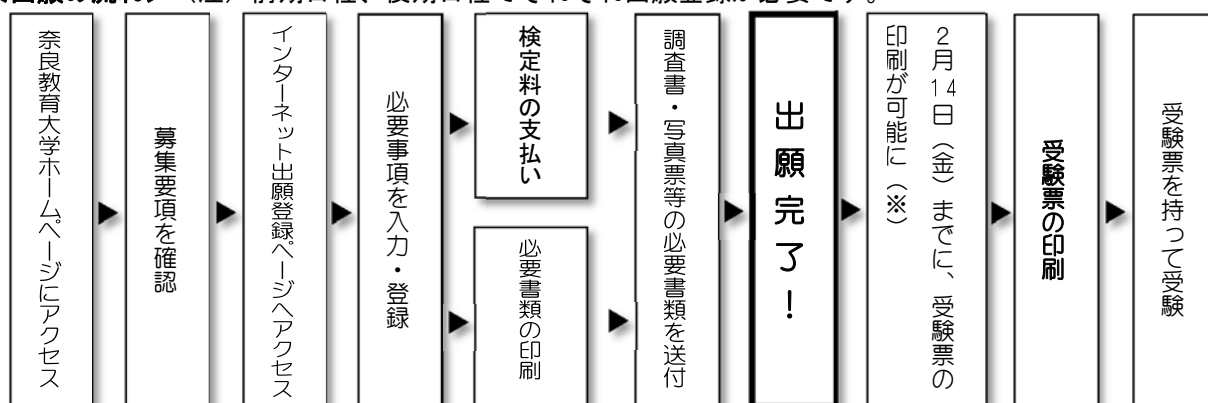 奈良教育大学ホームページにアクセス
募集要項を確認
インターネット出願登録ページへアクセス
必要事項を入力・登録
検定料の支払い
必要書類の印刷
調査書・写真票等の必要書類を送付
出願完了!
2月14日(金)までに、受験票の
印刷が可能に(※)
受験票の印刷
受験票を持って受験